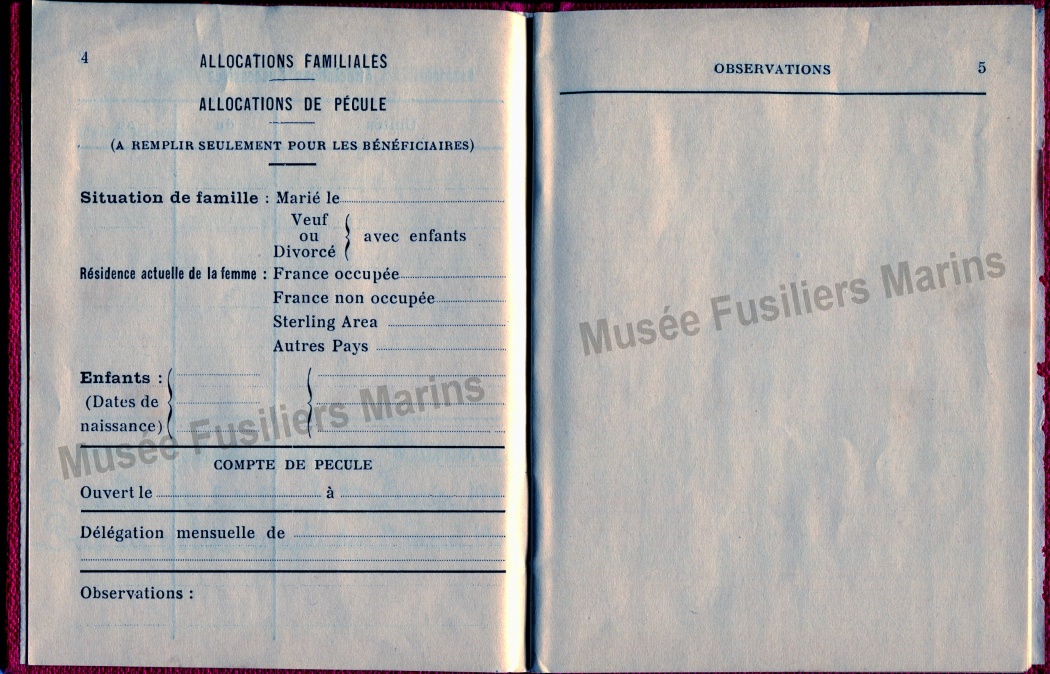 4
ALLOCATIONS FAMILIALES
ALLOCATIONS DE PÉCULE
(A REMPLIR SEULEMENT POUR LES BÉNÉFICIAIRES)
Situation de famille : Marié le
Veuf
ou
Divorcé
avec enfants
Résidence actuelle de la femme : France occupée
France non occupée
Sterling Area
Autres Pays
Enfants :
(Dates de
naissance)
Musée Fusiliers Marins
COMPTE DE PECULE
Ouvert le à
Délégation mensuelle de
Observations :
OBSERVATIONS 5
Musée Fusiliers Marins